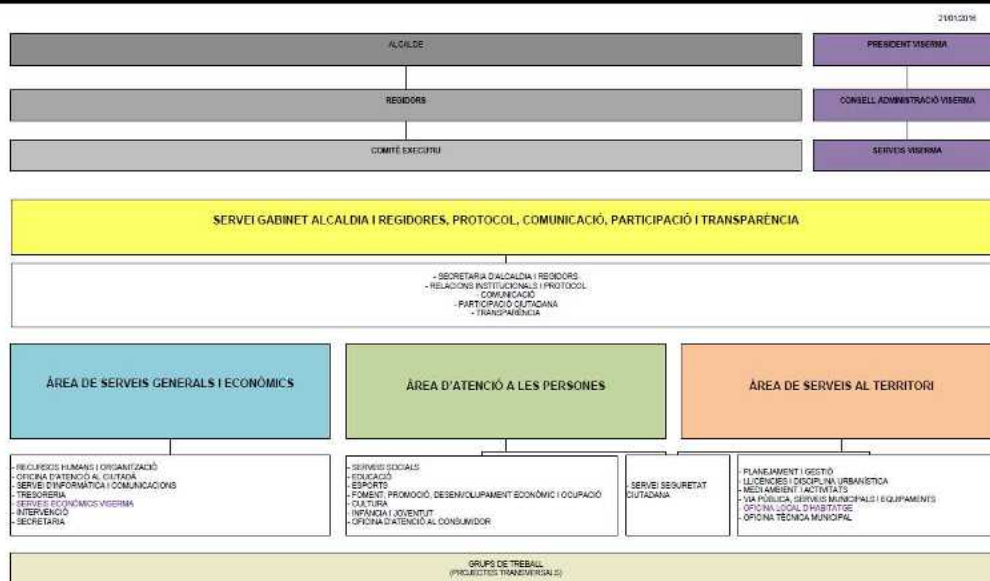 21/01/2016
ALCALDE
PRESIDENT VISERMA
REGIDORS
CONSELL ADMINISTRACIÓ VISERMA
COMITÈ EXECUTIU
SERVEIS VISERMA
SERVEI GABINET ALCALDIA I REGIDORES, PROTOCOL, COMUNICACIÓ, PARTICIPACIÓ I TRANSPARÈNCIA
- SECRETARIA D'ALCALDIA I REGIDORS
- RELACIONS INSTITUCIONALS I PROTOCOL
- COMUNICACIÓ
- PARTICIPACIÓ CIUTADANA
- TRANSPARÈNCIA
ÀREA DE SERVEIS GENERALS I ECONÒMICS
- RECURSOS HUMANS I ORGANITZACIÓ
- OFICINA D'ATENCIÓ AL CIUTADÀ
- SERVEI D'INFORMÀTICA I COMUNICACIONS
- TRESORERIA
- SERVEIS ECONÒMICS VISERMA
- INTERVENCIÓ
- SECRETARIA
ÀREA D'ATENCIÓ A LES PERSONES
- SERVEIS SOCIALS
- EDUCACIÓ
- ESPORTS
- FOMENT, PROMOCIÓ, DESENVOLUPAMENT ECONÒMIC I OCUPACIÓ
- CULTURA
- INFÀNCIA I JOVENTUT
- OFICINA D'ATENCIÓ AL CONSUMIDOR
- SERVEI SEGURETAT
CIUTADANA
ÀREA DE SERVEIS AL TERRITORI
- PLANEJAMENT I GESTIÓ
- LLICÈNCIES I DISCIPLINA URBANÍSTICA
- MEDI AMBIENT I ACTIVITATS
- VIA PÚBLICA, SERVEIS MUNICIPALS I EQUIPAMENTS
- OFICINA LOCAL D'HABITATGE
- OFICINA TÈCNICA MUNICIPAL
GRUPS DE TREBALL
(PROJECTES TRANSVERSALS)